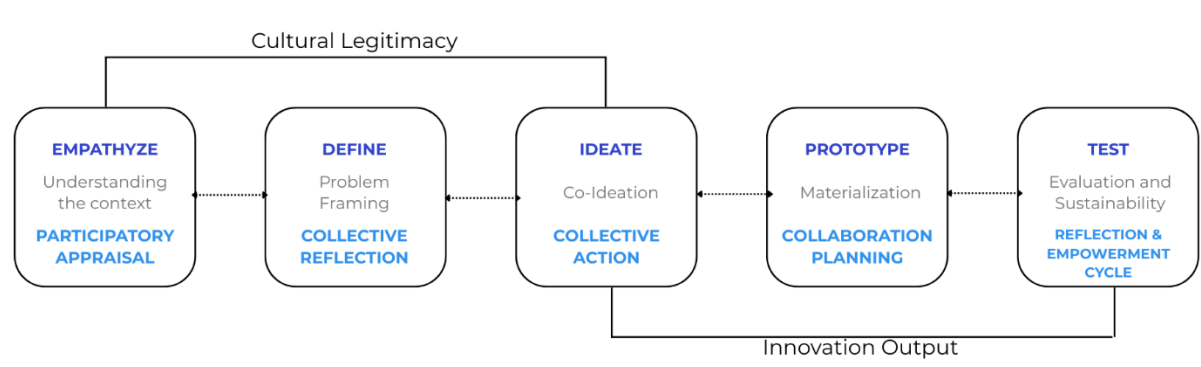 Cultural Legitimacy
EMPATHYZE
Understanding
the context
PARTICIPATORY
APPRAISAL
DEFINE
Problem
Framing
COLLECTIVE
REFLECTION
IDEATE
Co-Ideation
COLLECTIVE
ACTION
PROTOTYPE
Materialization
COLLABORATION
PLANNING
TEST
Evaluation and
Sustainability
REFLECTION &
EMPOWERMENT
CYCLE
Innovation Output